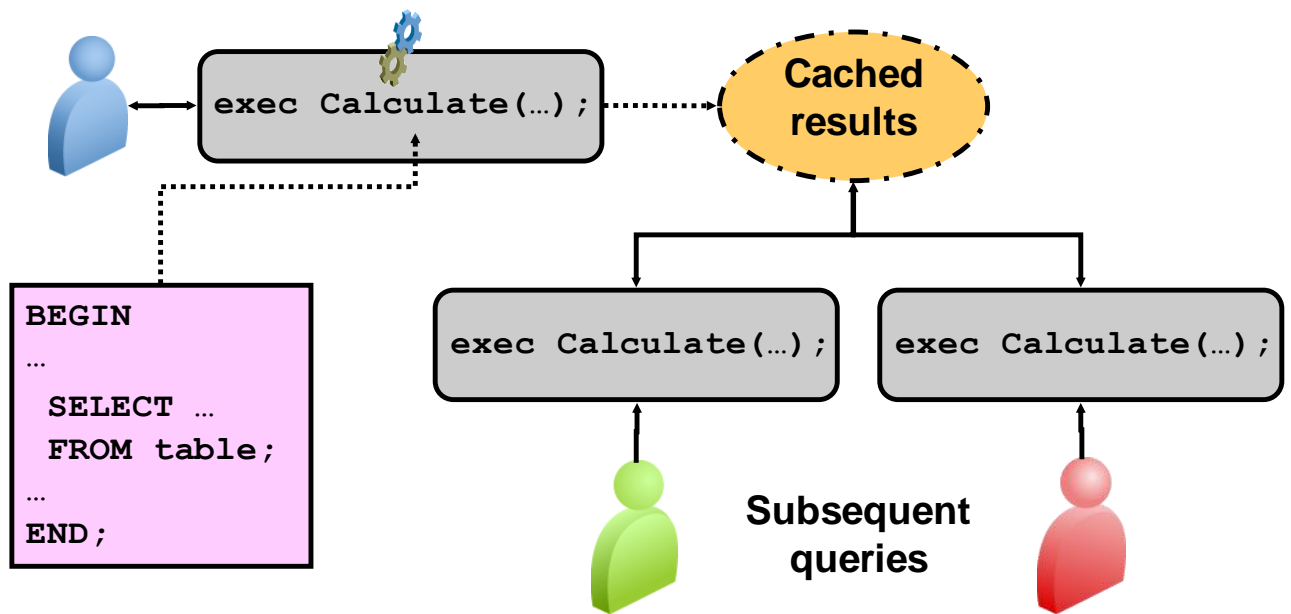 exec Calculate(…);
Cached
results
BEGIN
…
SELECT …
FROM table;
…
END;
exec Calculate(…);
exec Calculate(…);
Subsequent
queries